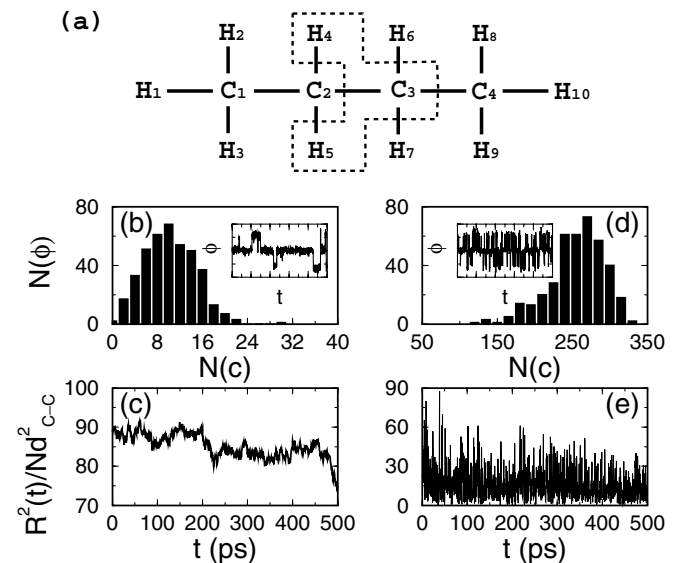 (a)
H2 H4 H6 H8
H1 C1 C2 C3 C4 H10
H3 H5 H7 H9
N(φ)
80
40
0
(b)
φ
t
0 8 16 24 32 40
N(c)
80
40
0
(d)
φ
t
50 150 250 350
N(c)
R²(t)/Nd²C–C
100
90
80
70
(c)
0 100 200 300 400 500
t (ps)
90
60
30
15
0
(e)
0 100 200 300 400 500
t (ps)